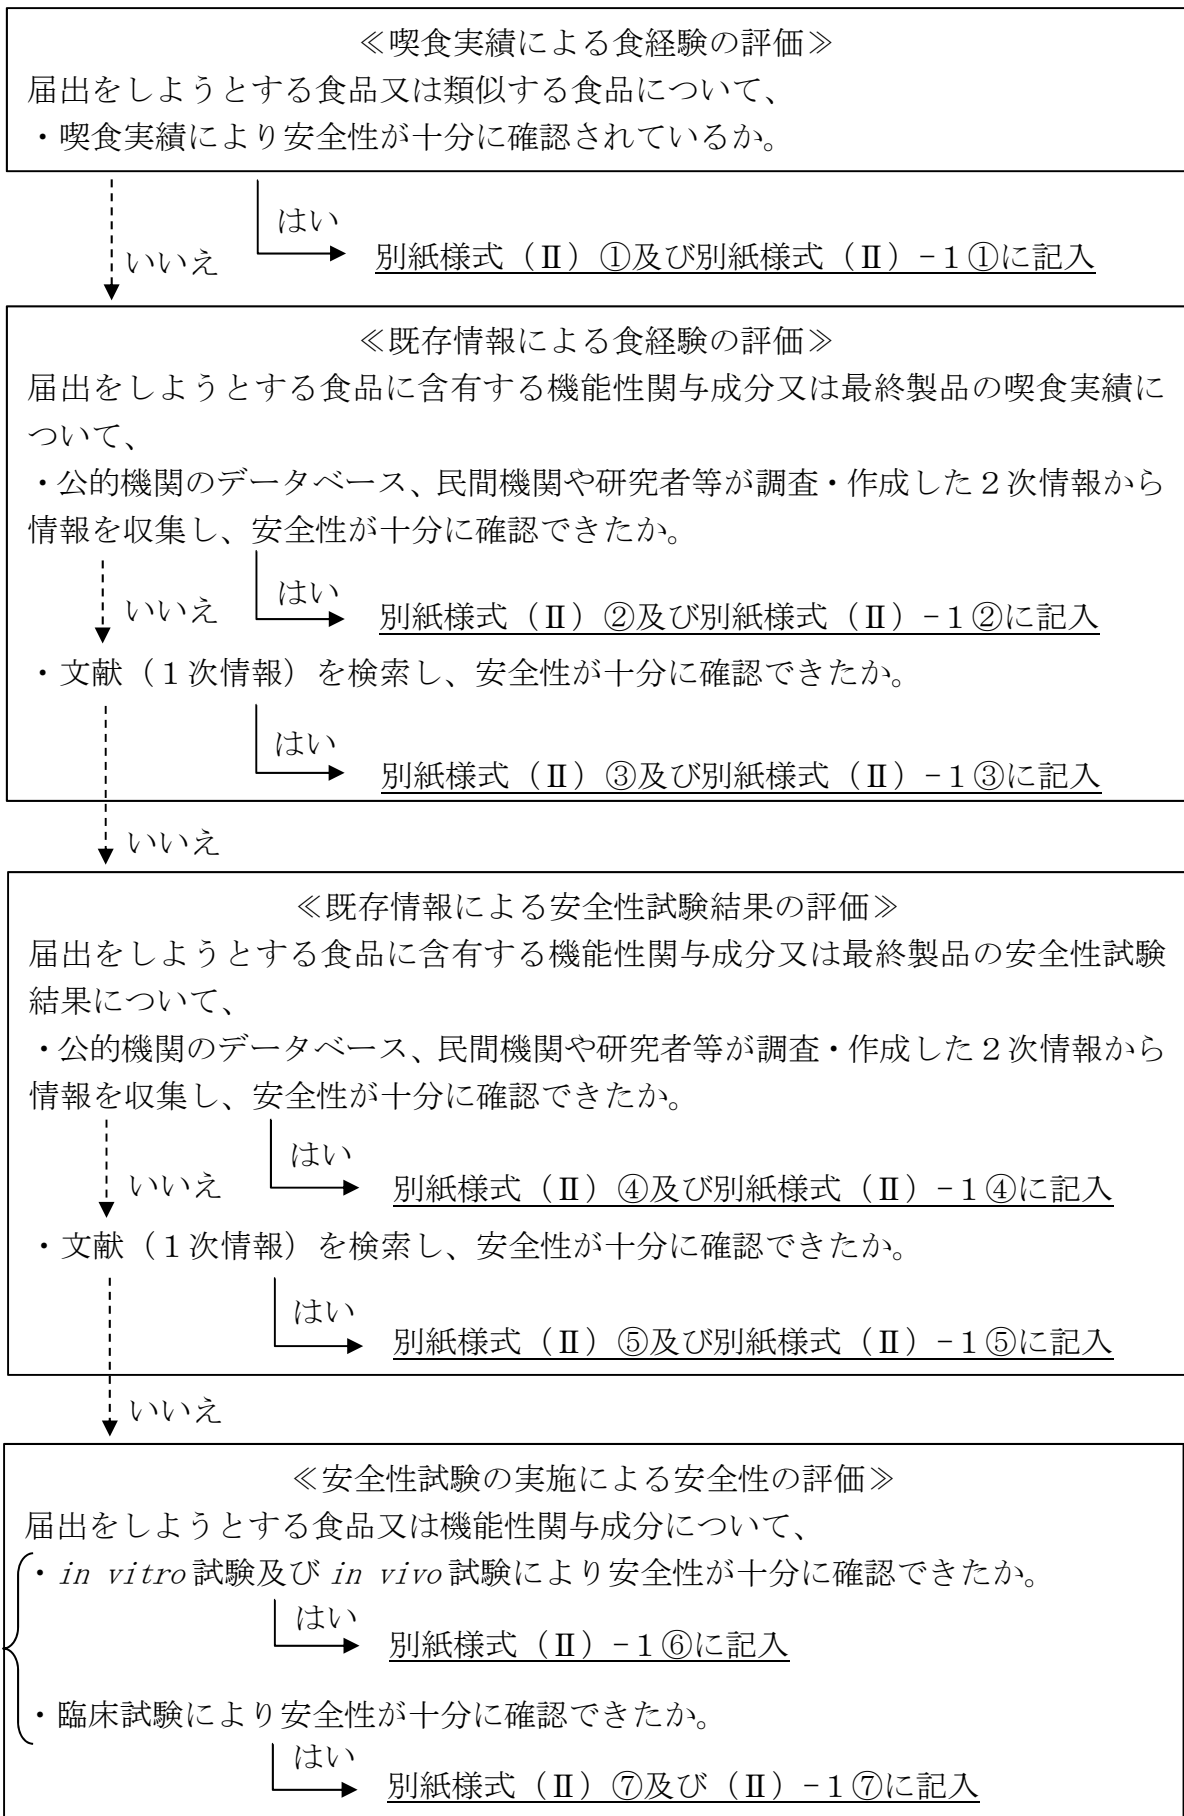 ≪喫食実績による食経験の評価≫
届出をしようとする食品又は類似する食品について、
・喫食実績により安全性が十分に確認されているか。
はい
いいえ
別紙様式（Ⅱ）①及び別紙様式（Ⅱ）-１①に記入
≪既存情報による食経験の評価≫
届出をしようとする食品に含有する機能性関与成分又は最終製品の喫食実績に
ついて、
・公的機関のデータベース、民間機関や研究者等が調査・作成した２次情報から
情報を収集し、安全性が十分に確認できたか。
はい
いいえ
別紙様式（Ⅱ）②及び別紙様式（Ⅱ）-１②に記入
・文献（１次情報）を検索し、安全性が十分に確認できたか。
はい
別紙様式（Ⅱ）③及び別紙様式（Ⅱ）-１③に記入
いいえ
≪既存情報による安全性試験結果の評価≫
届出をしようとする食品に含有する機能性関与成分又は最終製品の安全性試験
結果について、
・公的機関のデータベース、民間機関や研究者等が調査・作成した２次情報から
情報を収集し、安全性が十分に確認できたか。
はい
いいえ
別紙様式（Ⅱ）④及び別紙様式（Ⅱ）-１④に記入
・文献（１次情報）を検索し、安全性が十分に確認できたか。
はい
別紙様式（Ⅱ）⑤及び別紙様式（Ⅱ）-１⑤に記入
いいえ
≪安全性試験の実施による安全性の評価≫
届出をしようとする食品又は機能性関与成分について、
・in vitro試験及びin vivo試験により安全性が十分に確認できたか。
はい
別紙様式（Ⅱ）-１⑥に記入
・臨床試験により安全性が十分に確認できたか。
はい
別紙様式（Ⅱ）⑦及び（Ⅱ）-１⑦に記入